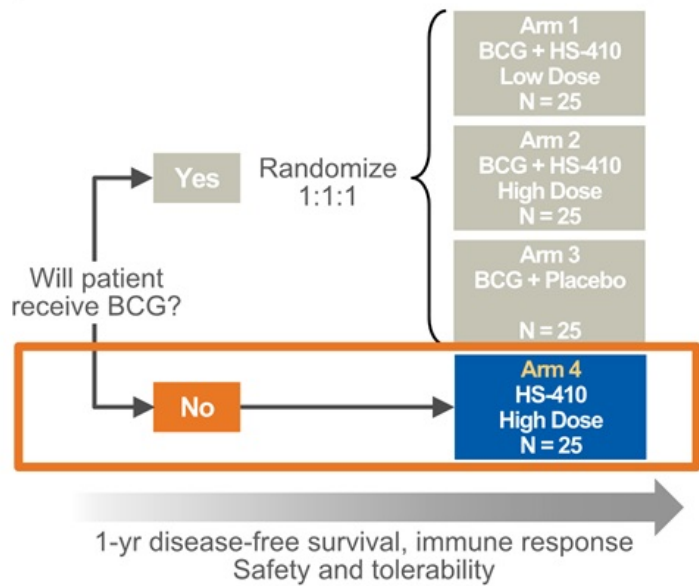 Will patient
receive BCG?
Yes
Randomize
1:1:1
Arm 1
BCG + HS-410
Low Dose
N = 25
Arm 2
BCG + HS-410
High Dose
N = 25
Arm 3
BCG + Placebo
N = 25
No
Arm 4
HS-410
High Dose
N = 25
1-yr disease-free survival, immune response
Safety and tolerability